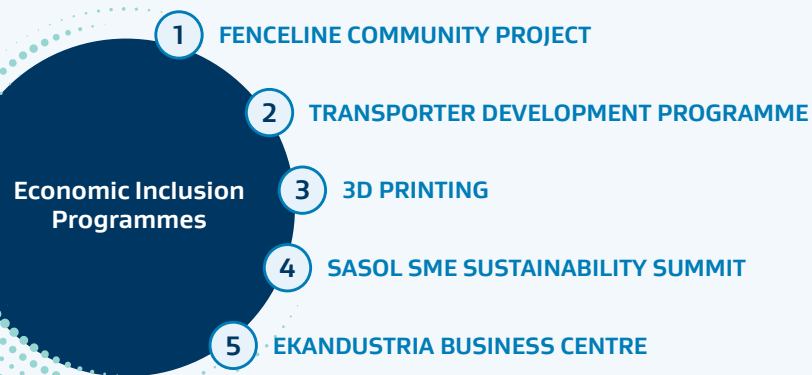 1 FENCELINE COMMUNITY PROJECT
2 TRANSPORTER DEVELOPMENT PROGRAMME
Economic Inclusion
Programmes
3 3D PRINTING
4 SASOL SME SUSTAINABILITY SUMMIT
5 EKANDUSTRIA BUSINESS CENTRE